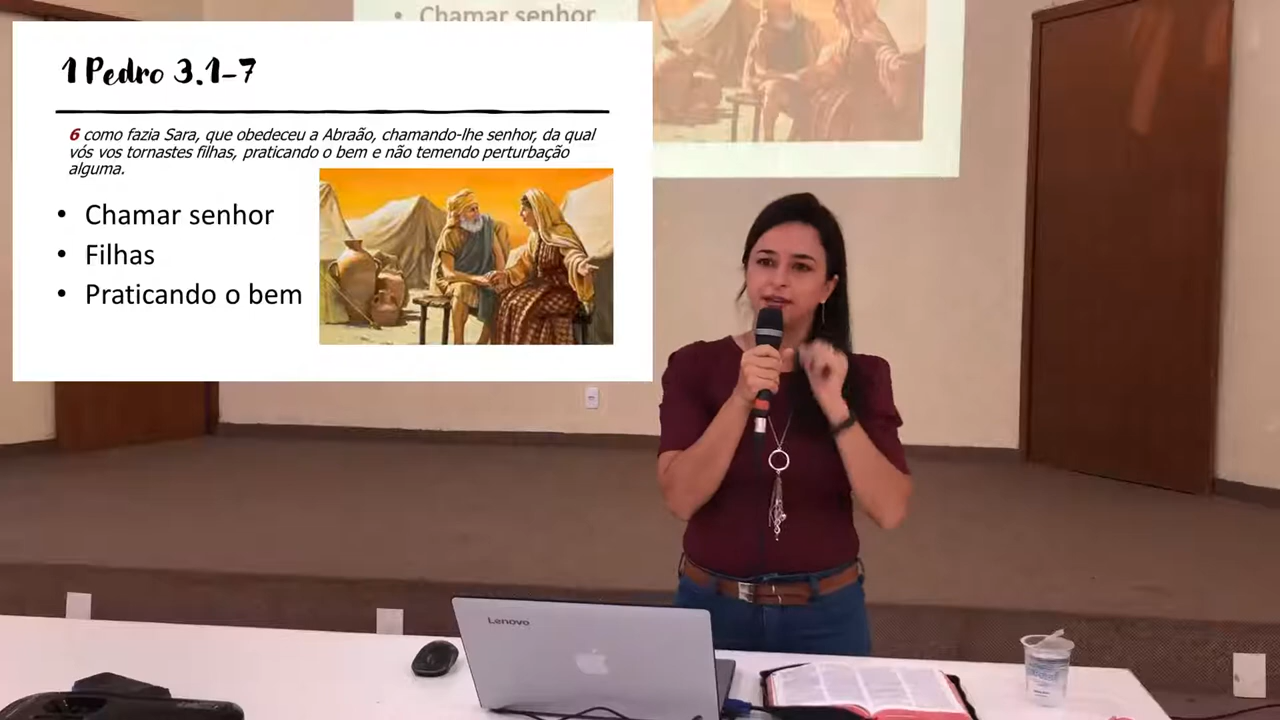 • Chamar senhor
1 Pedro 3.1-7
6 como fazia Sara, que obedeceu a Abraão, chamando-lhe senhor, da qual
vós vos tornastes filhas, praticando o bem e não temendo perturbação
alguma.
• Chamar senhor
• Filhas
• Praticando o bem
Lenovo